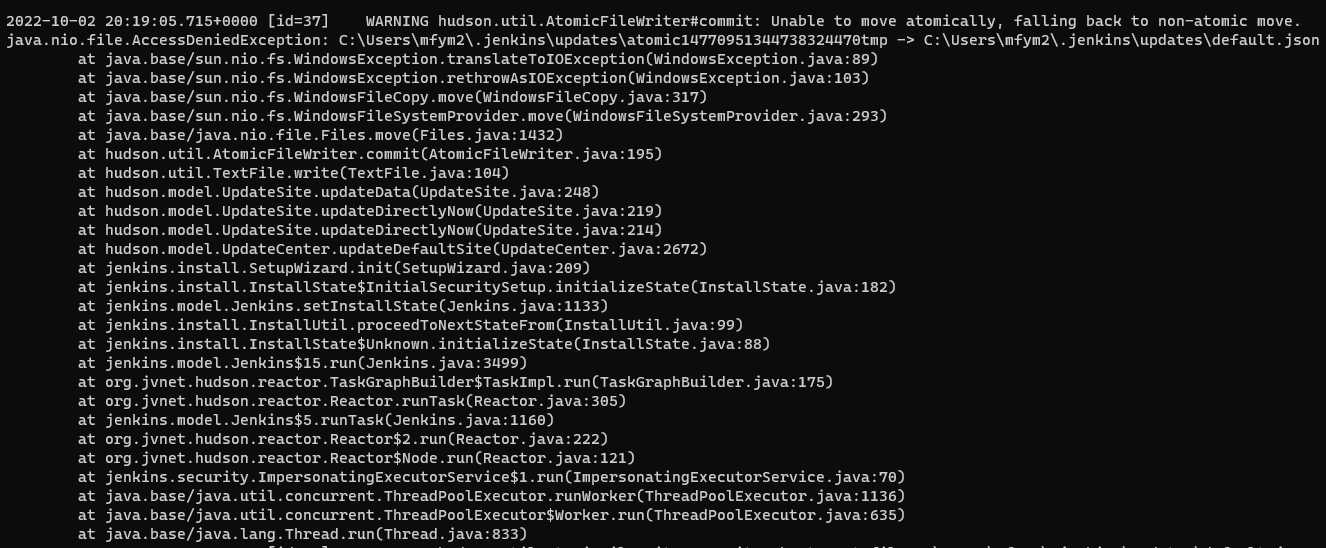 2022-10-02 20:19:05.715+0000 [id=37]    WARNING hudson.util.AtomicFileWriter#commit: Unable to move atomically, falling back to non-atomic move.
java.nio.file.AccessDeniedException: C:\Users\mfym2\.jenkins\updates\atomic14770951344738324470tmp -> C:\Users\mfym2\.jenkins\updates\default.json
        at java.base/sun.nio.fs.WindowsException.translateToIOException(WindowsException.java:89)
        at java.base/sun.nio.fs.WindowsException.rethrowAsIOException(WindowsException.java:103)
        at java.base/sun.nio.fs.WindowsFileCopy.move(WindowsFileCopy.java:317)
        at java.base/sun.nio.fs.WindowsFileSystemProvider.move(WindowsFileSystemProvider.java:293)
        at java.base/java.nio.file.Files.move(Files.java:1432)
        at hudson.util.AtomicFileWriter.commit(AtomicFileWriter.java:195)
        at hudson.util.TextFile.write(TextFile.java:104)
        at hudson.model.UpdateSite.updateData(UpdateSite.java:248)
        at hudson.model.UpdateSite.updateDirectlyNow(UpdateSite.java:219)
        at hudson.model.UpdateSite.updateDirectlyNow(UpdateSite.java:214)
        at hudson.model.UpdateCenter.updateDefaultSite(UpdateCenter.java:2672)
        at jenkins.install.SetupWizard.init(SetupWizard.java:209)
        at jenkins.install.InstallState$InitialSecuritySetup.initializeState(InstallState.java:182)
        at jenkins.model.Jenkins.setInstallState(Jenkins.java:1133)
        at jenkins.install.InstallUtil.proceedToNextStateFrom(InstallUtil.java:99)
        at jenkins.install.InstallState$Unknown.initializeState(InstallState.java:88)
        at jenkins.model.Jenkins$15.run(Jenkins.java:3499)
        at org.jvnet.hudson.reactor.TaskGraphBuilder$TaskImpl.run(TaskGraphBuilder.java:175)
        at org.jvnet.hudson.reactor.Reactor.runTask(Reactor.java:305)
        at jenkins.model.Jenkins$5.runTask(Jenkins.java:1160)
        at org.jvnet.hudson.reactor.Reactor$2.run(Reactor.java:222)
        at org.jvnet.hudson.reactor.Reactor$Node.run(Reactor.java:121)
        at jenkins.security.ImpersonatingExecutorService$1.run(ImpersonatingExecutorService.java:70)
        at java.base/java.util.concurrent.ThreadPoolExecutor.runWorker(ThreadPoolExecutor.java:1136)
        at java.base/java.util.concurrent.ThreadPoolExecutor$Worker.run(ThreadPoolExecutor.java:635)
        at java.base/java.lang.Thread.run(Thread.java:833)